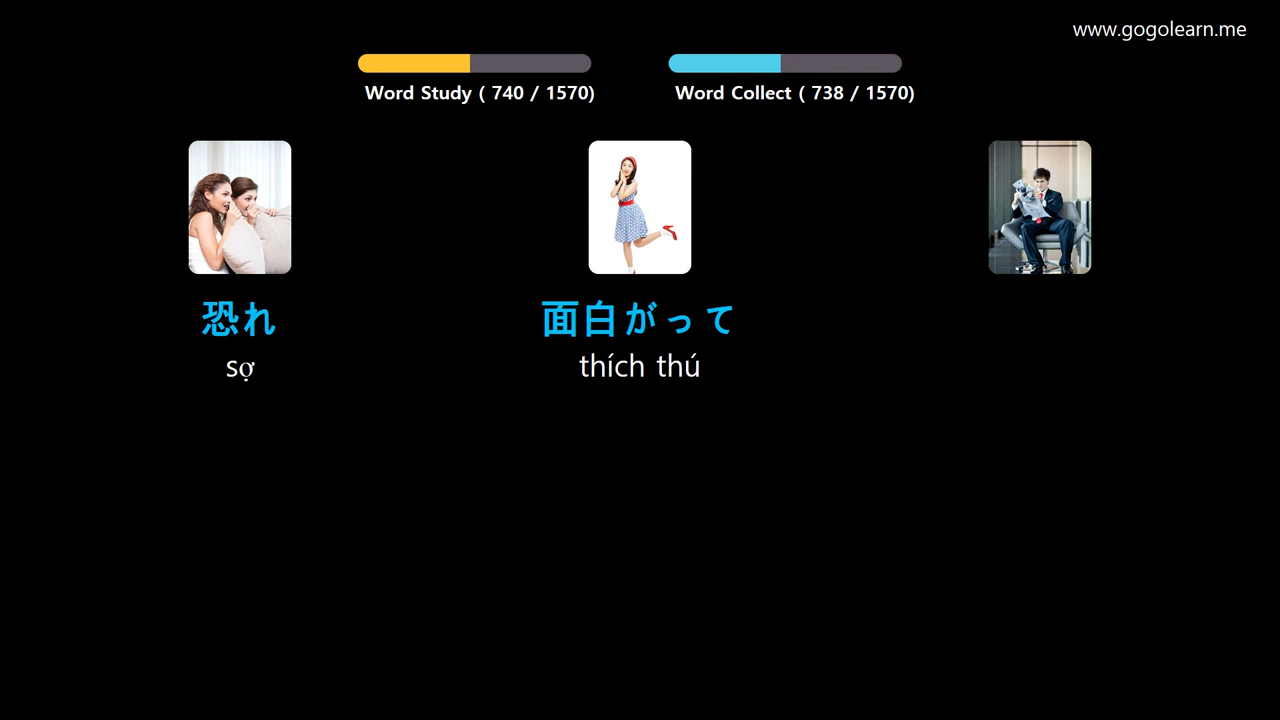 www.gogolearn.me
Word Study ( 740 / 1570)
Word Collect ( 738 / 1570)
恐れ
面白がって
sợ
thích thú